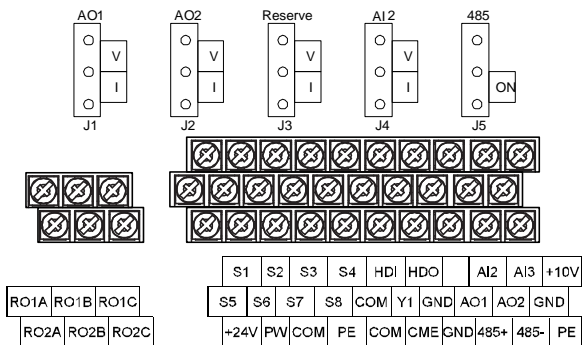 AO1 AO2 Reserve AI2 485
V V V V
I I I I ON
J1 J2 J3 J4 J5
S1 S2 S3 S4 HDI HDO AI2 AI3 +10V
RO1A RO1B RO1C S5 S6 S7 S8 COM Y1 GND AO1 AO2 GND
RO2A RO2B RO2C +24V PW COM PE COM CME GND 485+ 485- PE